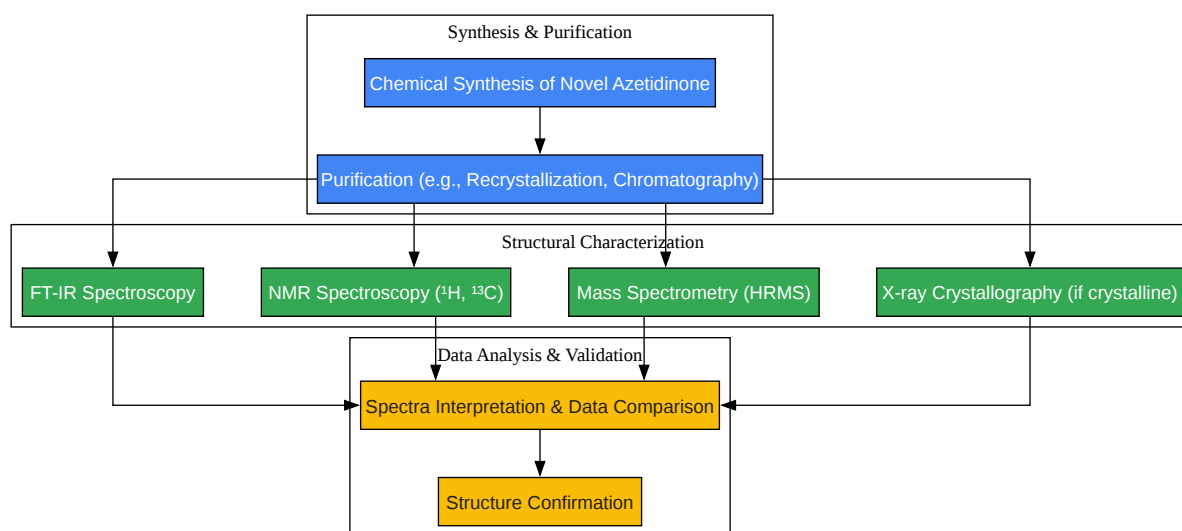 Synthesis & Purification
Chemical Synthesis of Novel Azetidinone
Purification (e.g., Recrystallization, Chromatography)
Structural Characterization
FT-IR Spectroscopy
NMR Spectroscopy (¹H, ¹³C)
Mass Spectrometry (HRMS)
X-ray Crystallography (if crystalline)
Data Analysis & Validation
Spectra Interpretation & Data Comparison
Structure Confirmation